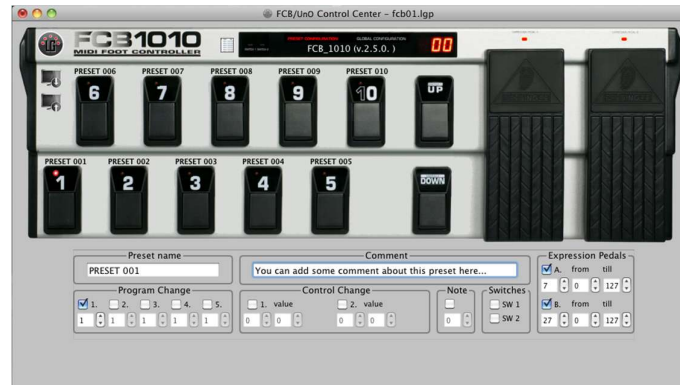 FCB/UnO Control Center – fcb01.lgp
FCB1010
MIDI FOOT CONTROLLER
GLOBAL CONFIGURATION
FCB_1010 (v.2.5.0. )
00
PRESET 006 PRESET 007 PRESET 008 PRESET 009 PRESET 010
6 7 8 9 10 UP
PRESET 001 PRESET 002 PRESET 003 PRESET 004 PRESET 005
1 2 3 4 5 DOWN
Preset name
PRESET 001
Comment
You can add some comment about this preset here...
Expression Pedals
A. from till
7 0 127
B. from till
27 0 127
Program Change
1. 2. 3. 4. 5.
1 1 1 1 1
Control Change
1. value 2. value
0 0 0 0
Note
0
Switches
SW 1
SW 2